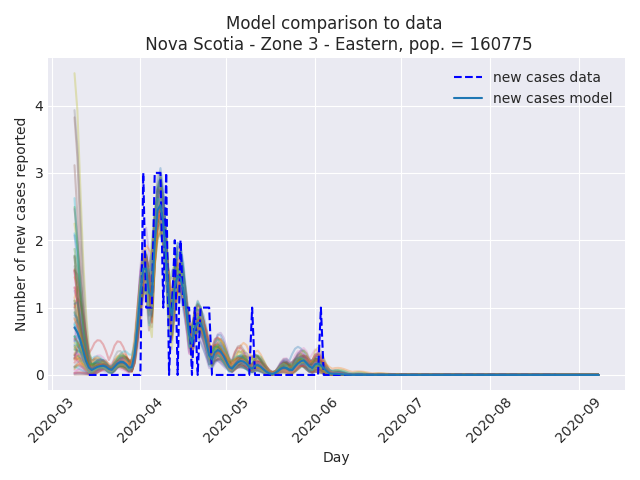 Model comparison to data
Nova Scotia - Zone 3 - Eastern, pop. = 160775
new cases data
new cases model
Number of new cases reported
4
3
2
1
0
2020-03
2020-04
2020-05
2020-06
2020-07
2020-08
2020-09
Day